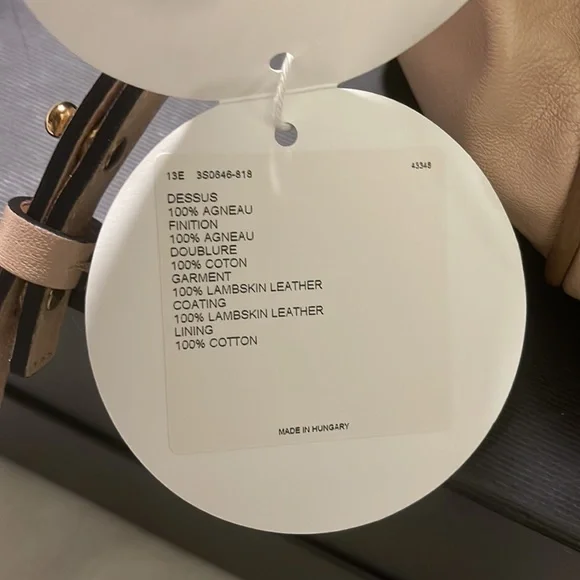 13E 3S0846-818 43348
DESSUS
100% AGNEAU
FINITION
100% AGNEAU
DOUBLURE
100% COTON
GARMENT
100% LAMBSKIN LEATHER
COATING
100% LAMBSKIN LEATHER
LINING
100% COTTON
MADE IN HUNGARY